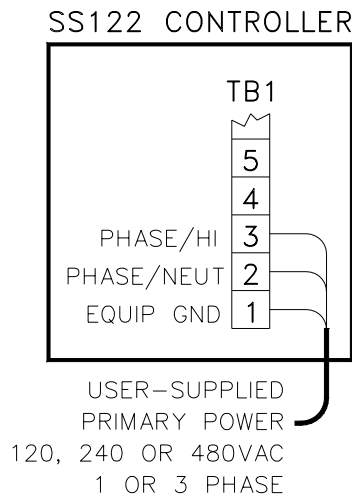 SS122 CONTROLLER
TB1
5
4
PHASE/HI 3
PHASE/NEUT 2
EQUIP GND 1
USER-SUPPLIED
PRIMARY POWER
120, 240 OR 480VAC
1 OR 3 PHASE